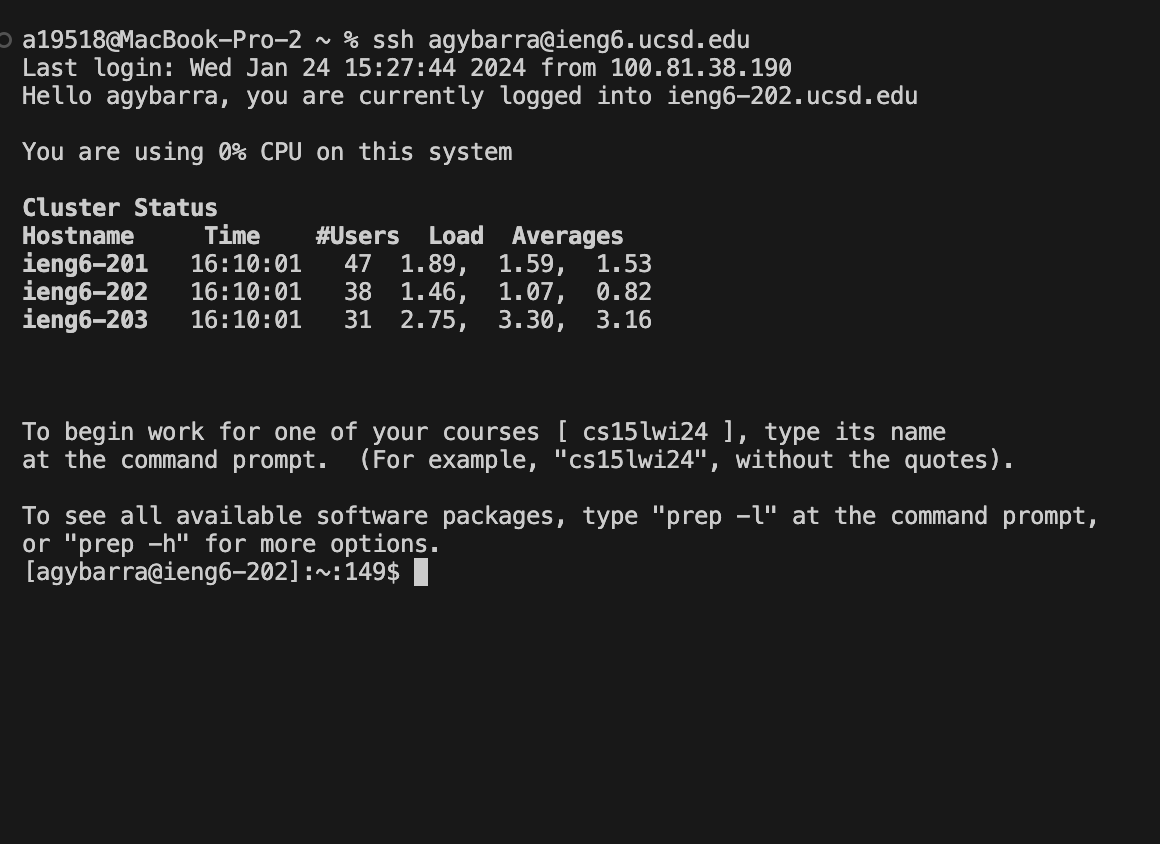 a19518@MacBook-Pro-2 ~ % ssh agybarra@ieng6.ucsd.edu
Last login: Wed Jan 24 15:27:44 2024 from 100.81.38.190
Hello agybarra, you are currently logged into ieng6-202.ucsd.edu
You are using 0% CPU on this system
Cluster Status
Hostname     Time    #Users  Load  Averages
ieng6-201   16:10:01   47  1.89,  1.59,  1.53
ieng6-202   16:10:01   38  1.46,  1.07,  0.82
ieng6-203   16:10:01   31  2.75,  3.30,  3.16
To begin work for one of your courses [ cs15lwi24 ], type its name
at the command prompt.  (For example, "cs15lwi24", without the quotes).
To see all available software packages, type "prep -l" at the command prompt,
or "prep -h" for more options.
[agybarra@ieng6-202]:~:149$